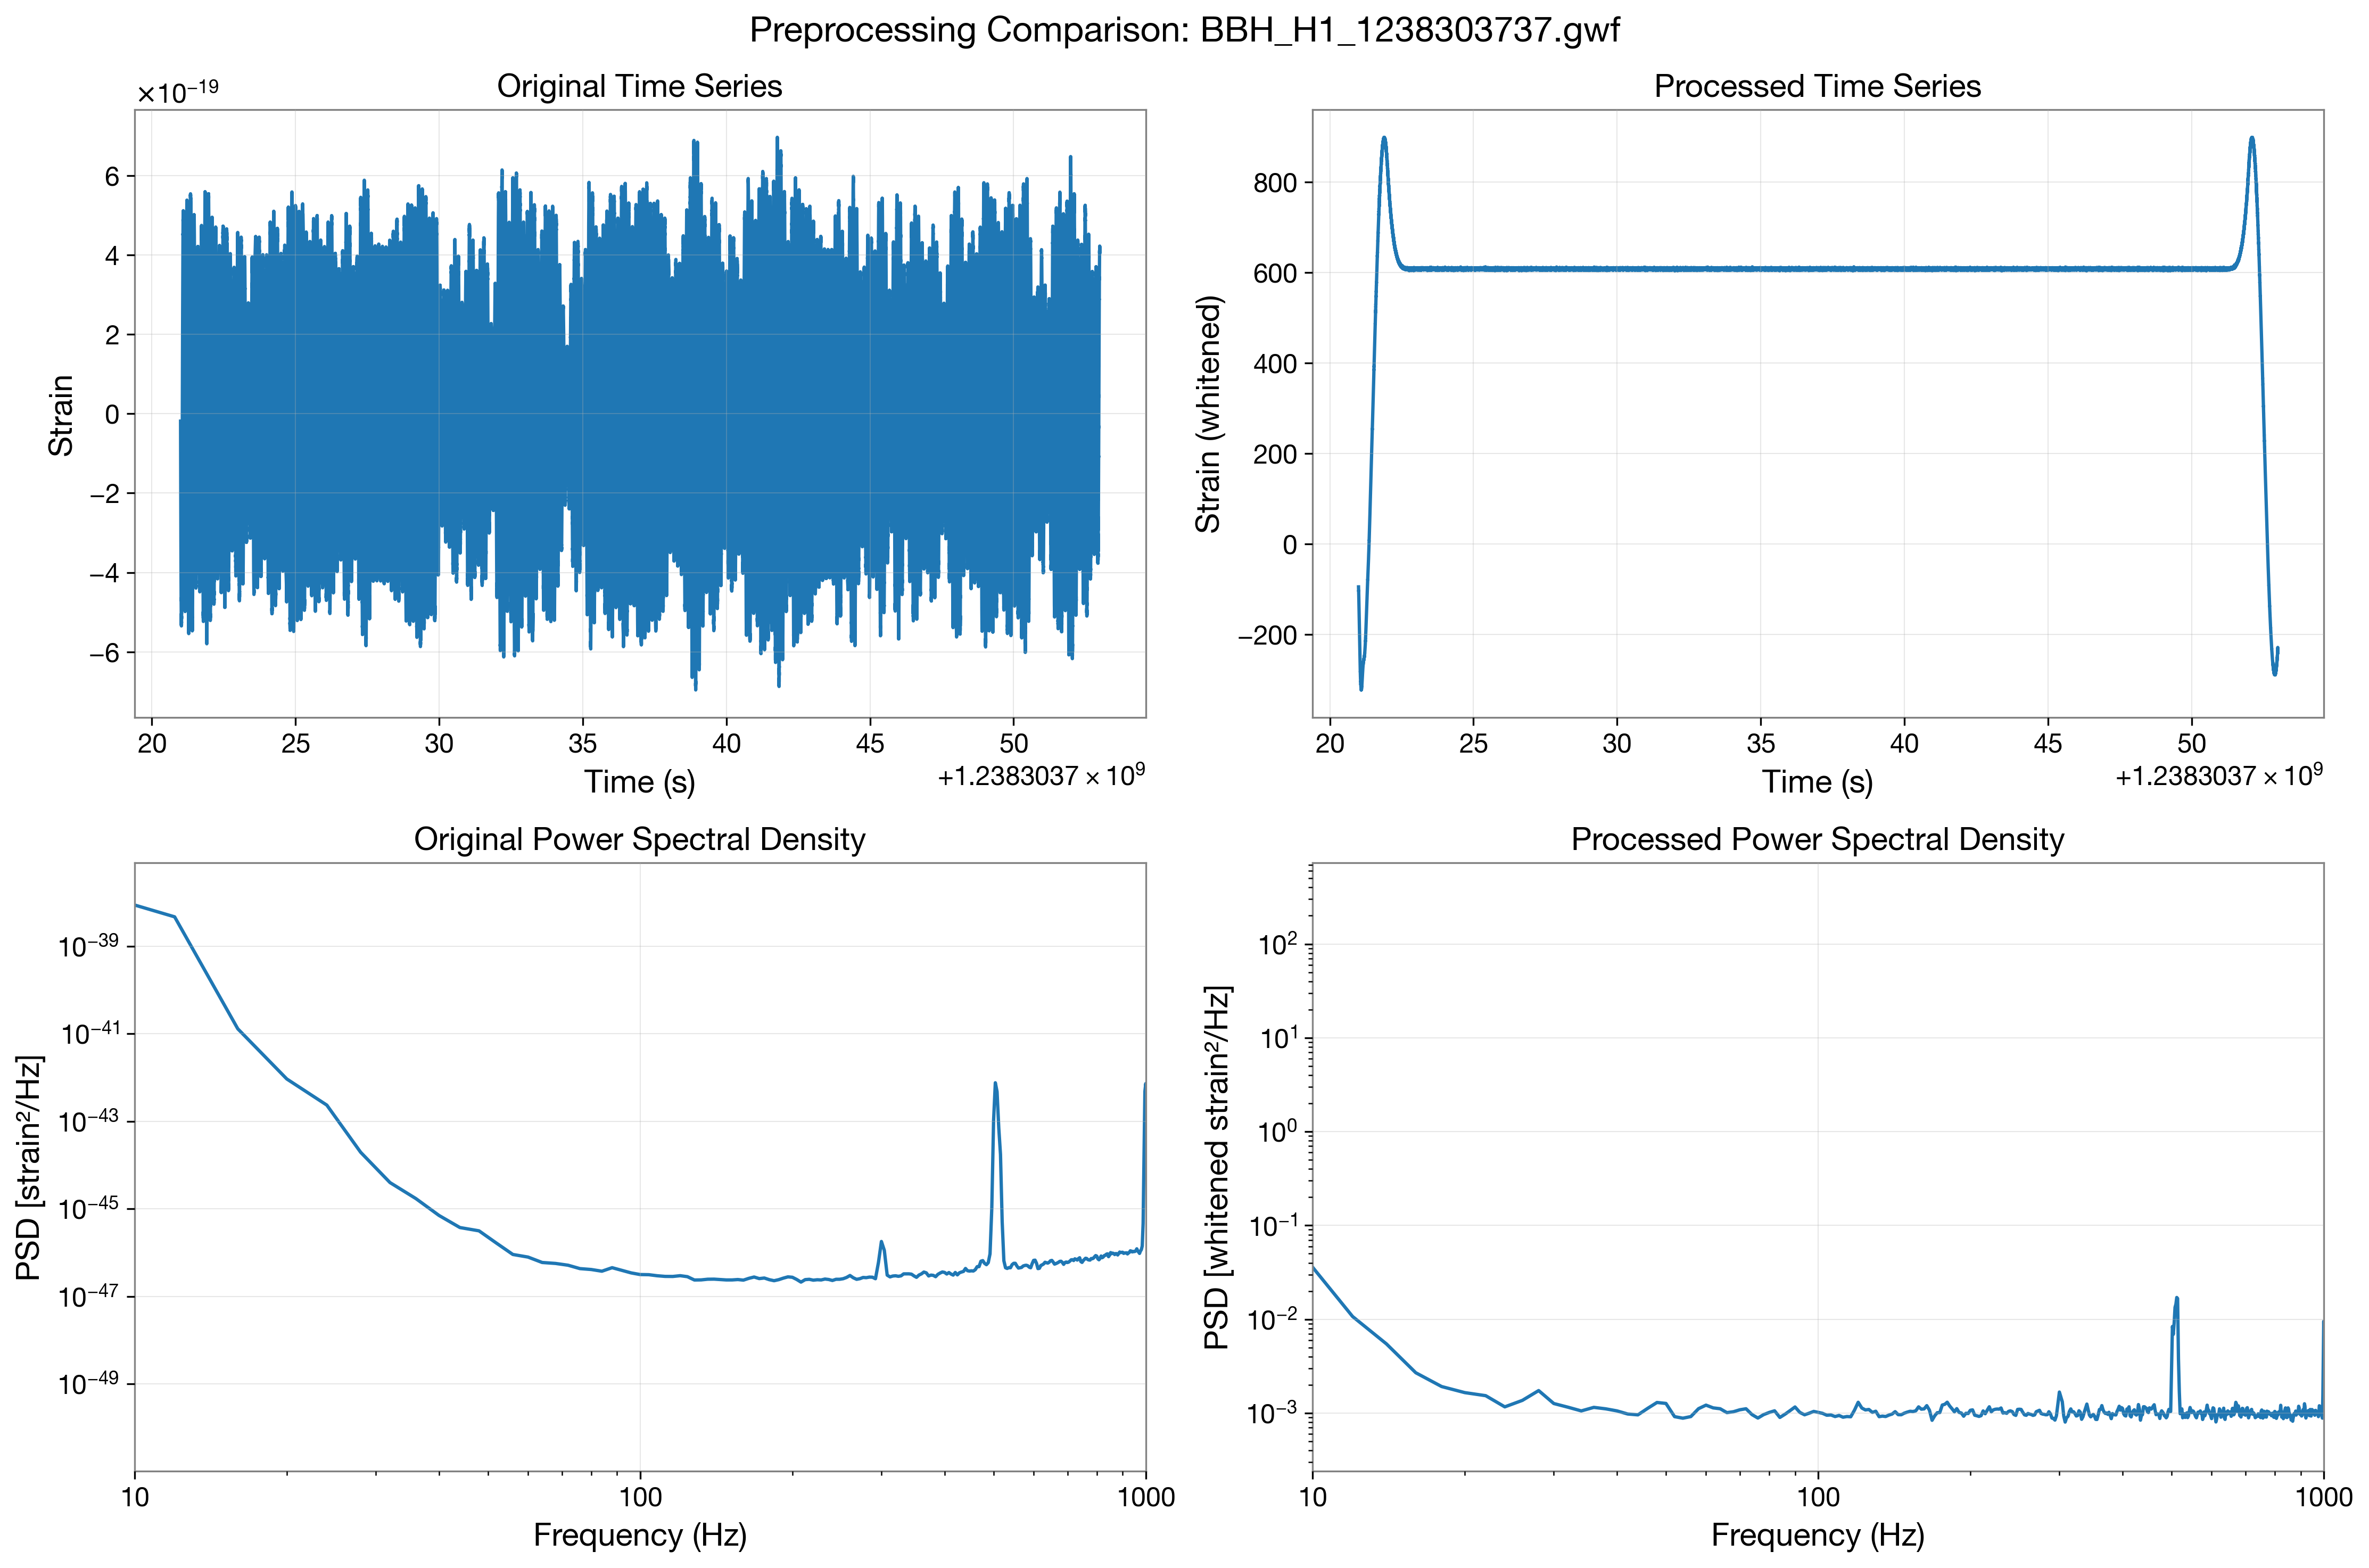 Preprocessing Comparison: BBH_H1_1238303737.gwf
Original Time Series
×10⁻¹⁹
6
4
2
0
−2
−4
−6
Strain
20 25 30 35 40 45 50
Time (s)
+1.2383037 × 10⁹
Processed Time Series
800
600
400
200
0
−200
Strain (whitened)
20 25 30 35 40 45 50
Time (s)
+1.2383037 × 10⁹
Original Power Spectral Density
10⁻³⁹
10⁻⁴¹
10⁻⁴³
10⁻⁴⁵
10⁻⁴⁷
10⁻⁴⁹
PSD [strain²/Hz]
10 100 1000
Frequency (Hz)
Processed Power Spectral Density
10²
10¹
10⁰
10⁻¹
10⁻²
10⁻³
PSD [whitened strain²/Hz]
10 100 1000
Frequency (Hz)